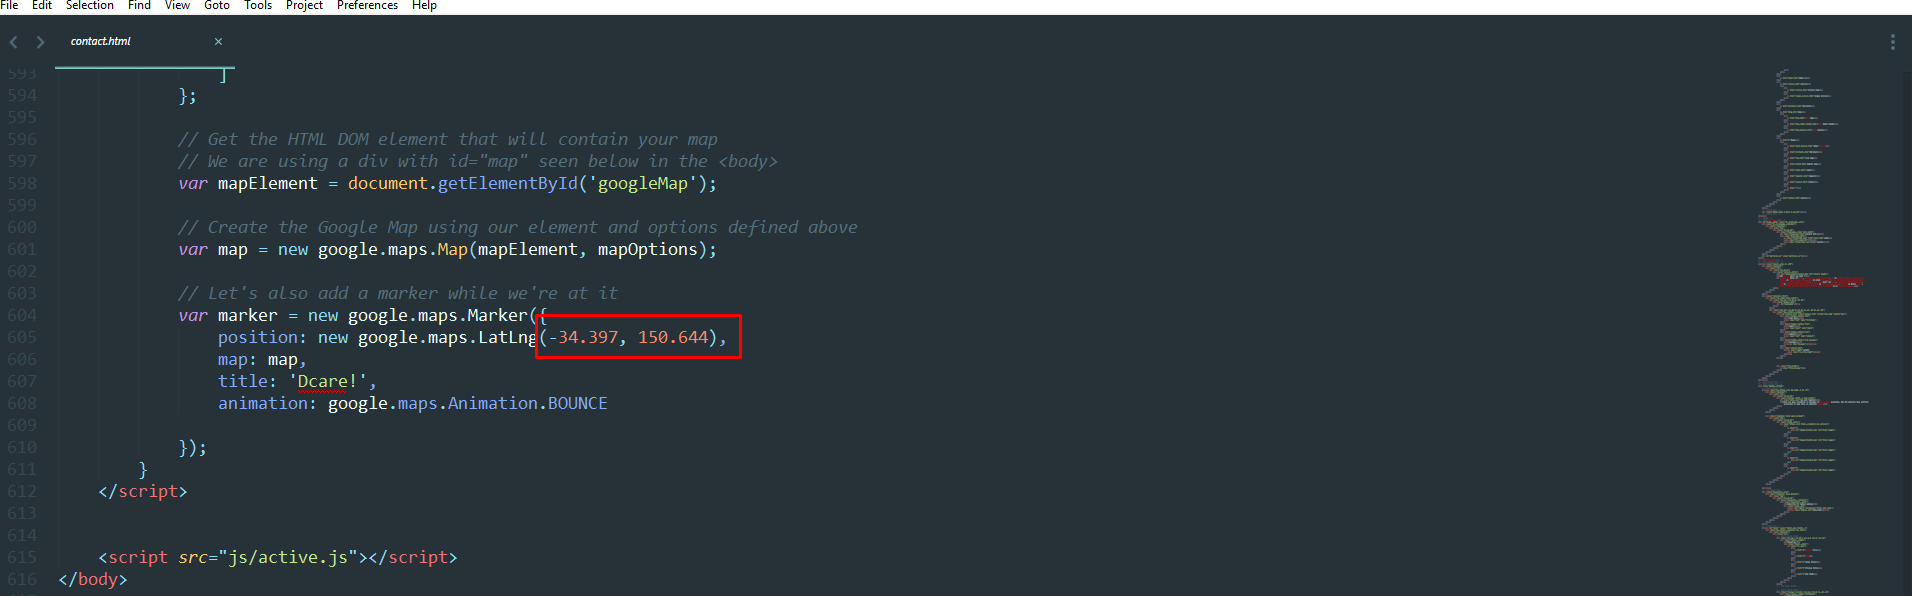 File Edit Selection Find View Goto Tools Project Preferences Help
contact.html ×
593 ]
594 };
595
596 // Get the HTML DOM element that will contain your map
597 // We are using a div with id="map" seen below in the <body>
598 var mapElement = document.getElementById('googleMap');
599
600 // Create the Google Map using our element and options defined above
601 var map = new google.maps.Map(mapElement, mapOptions);
602
603 // Let's also add a marker while we're at it
604 var marker = new google.maps.Marker({
605 position: new google.maps.LatLng(-34.397, 150.644),
606 map: map,
607 title: 'Dcare!',
608 animation: google.maps.Animation.BOUNCE
609
610 });
611 }
612 </script>
613
614
615 <script src="js/active.js"></script>
616 </body>